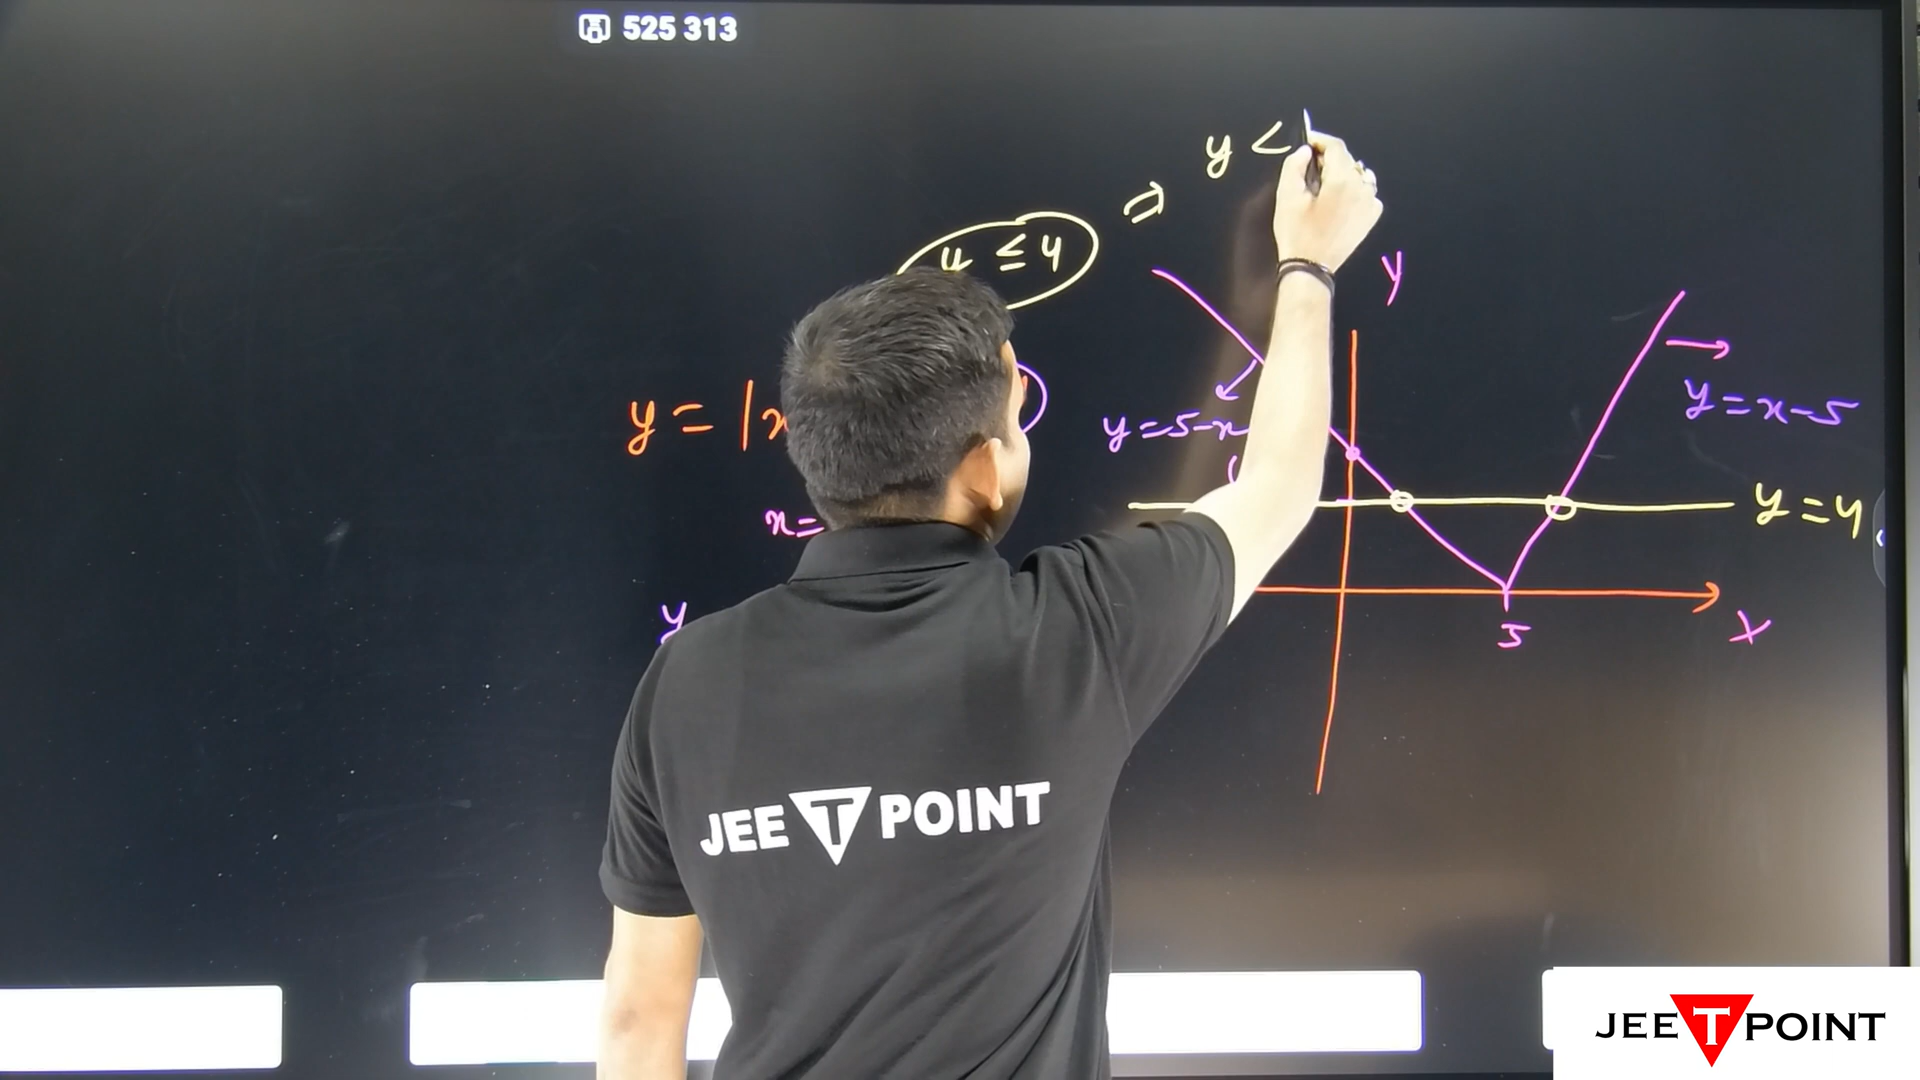 525 313
y <
y ≤ 4
y
y = |x
y = 5-x
y = x-5
x =
y = 4
y
5
x
JEE T POINT
JEE T POINT